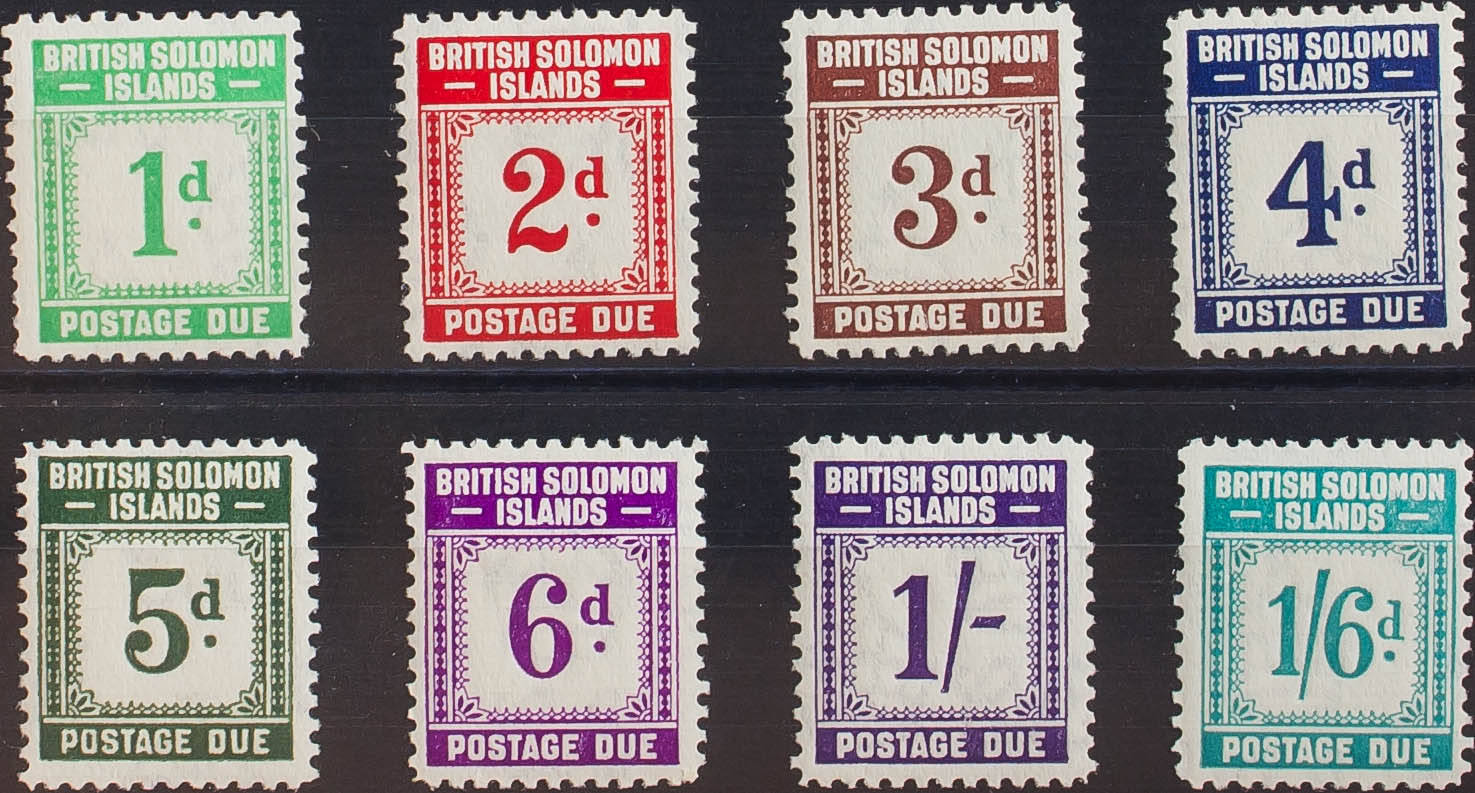 BRITISH SOLOMON
— ISLANDS —
1d.
POSTAGE DUE
BRITISH SOLOMON
— ISLANDS —
2d.
POSTAGE DUE
BRITISH SOLOMON
— ISLANDS —
3d.
POSTAGE DUE
BRITISH SOLOMON
— ISLANDS —
4d.
POSTAGE DUE
BRITISH SOLOMON
— ISLANDS —
5d.
POSTAGE DUE
BRITISH SOLOMON
— ISLANDS —
6d.
POSTAGE DUE
BRITISH SOLOMON
— ISLANDS —
1/-
POSTAGE DUE
BRITISH SOLOMON
— ISLANDS —
1/6d.
POSTAGE DUE